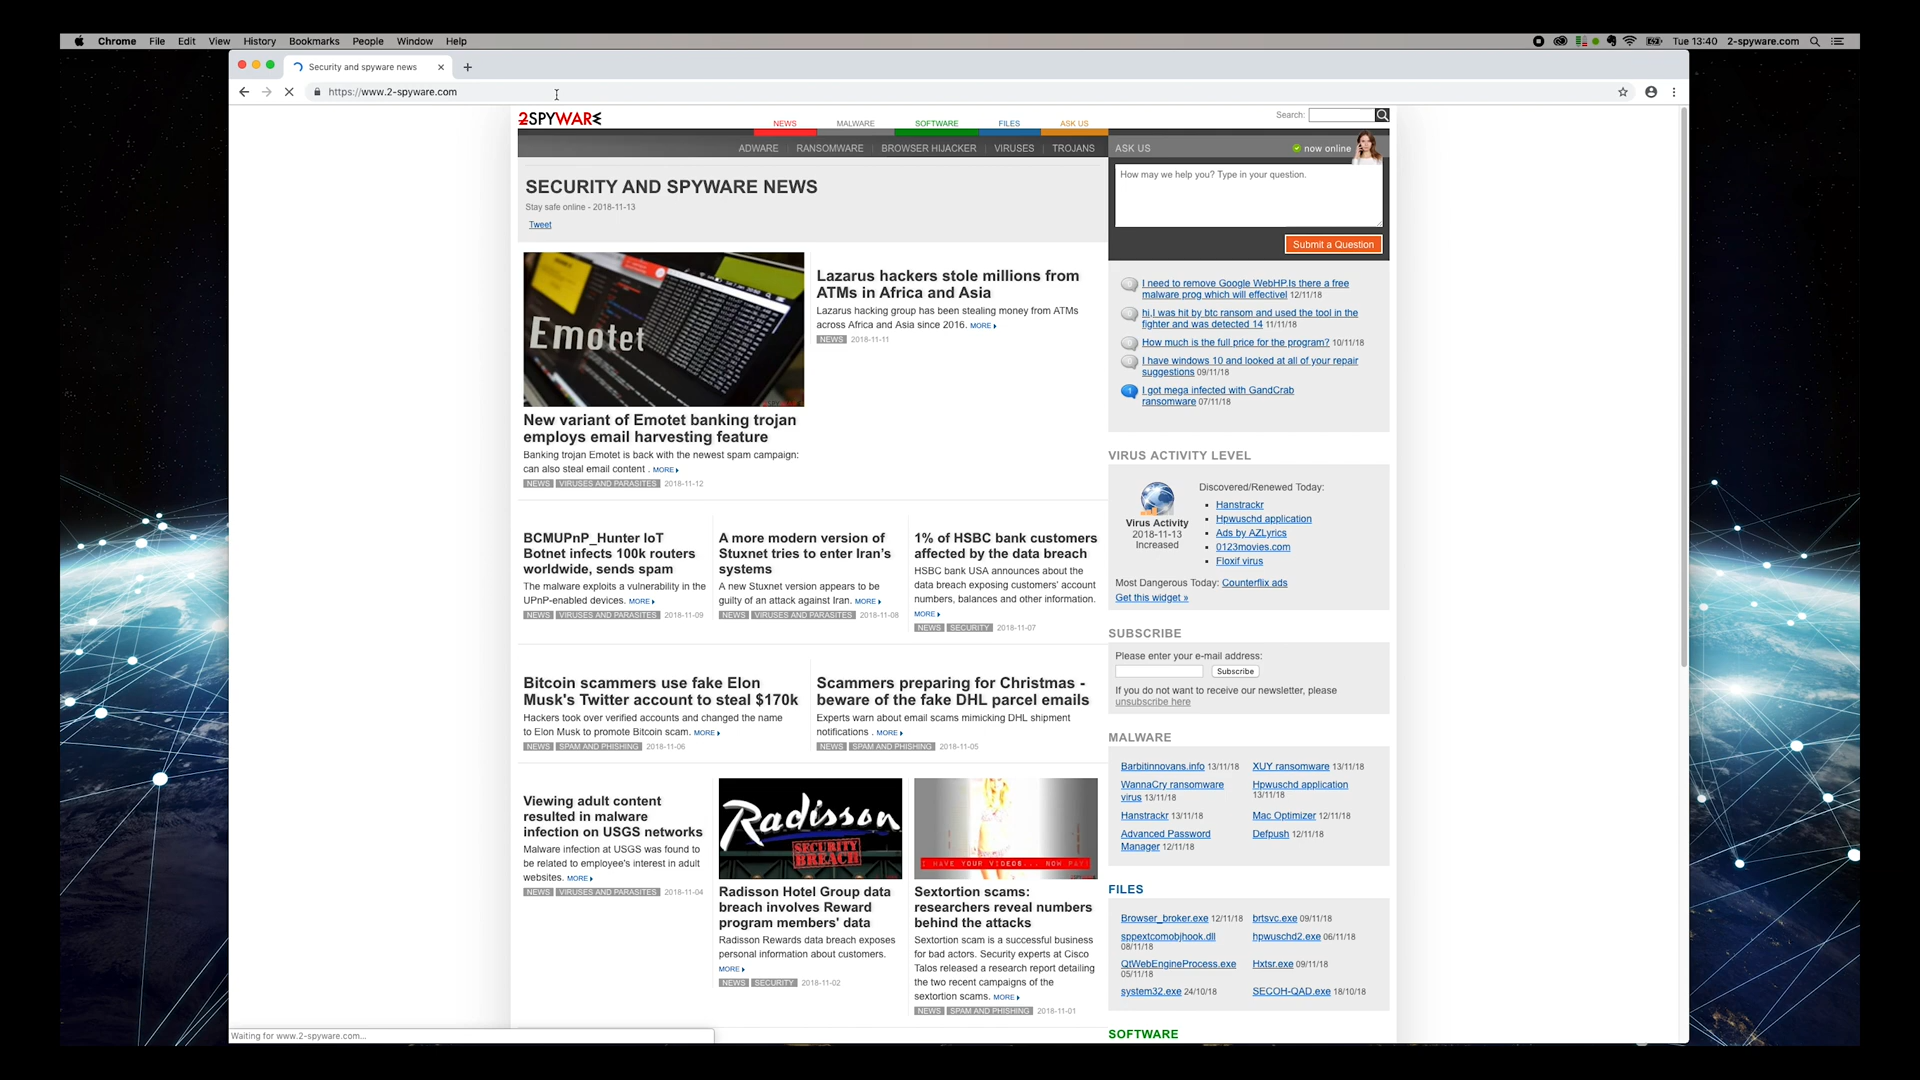 Chrome File Edit View History Bookmarks People Window Help
Tue 13:40 2-spyware.com
Security and spyware news
https://www.2-spyware.com
2SPYWARE
NEWS MALWARE SOFTWARE FILES ASK US
Search:
ADWARE RANSOMWARE BROWSER HIJACKER VIRUSES TROJANS
ASK US now online
How may we help you? Type in your question.
Submit a Question
SECURITY AND SPYWARE NEWS
Stay safe online - 2018-11-13
Tweet
Emotet
New variant of Emotet banking trojan
employs email harvesting feature
Banking trojan Emotet is back with the newest spam campaign:
can also steal email content . MORE
NEWS VIRUSES AND PARASITES 2018-11-12
Lazarus hackers stole millions from
ATMs in Africa and Asia
Lazarus hacking group has been stealing money from ATMs
across Africa and Asia since 2016. MORE
NEWS 2018-11-11
BCMUPnP_Hunter IoT
Botnet infects 100k routers
worldwide, sends spam
The malware exploits a vulnerability in the
UPnP-enabled devices. MORE
NEWS VIRUSES AND PARASITES 2018-11-09
A more modern version of
Stuxnet tries to enter Iran's
systems
A new Stuxnet version appears to be
guilty of an attack against Iran. MORE
NEWS VIRUSES AND PARASITES 2018-11-08
1% of HSBC bank customers
affected by the data breach
HSBC bank USA announces about the
data breach exposing customers' account
numbers, balances and other information.
MORE
NEWS SECURITY 2018-11-07
Bitcoin scammers use fake Elon
Musk's Twitter account to steal $170k
Hackers took over verified accounts and changed the name
to Elon Musk to promote Bitcoin scam. MORE
NEWS SPAM AND PHISHING 2018-11-06
Scammers preparing for Christmas -
beware of the fake DHL parcel emails
Experts warn about email scams mimicking DHL shipment
notifications . MORE
NEWS SPAM AND PHISHING 2018-11-05
Viewing adult content
resulted in malware
infection on USGS networks
Malware infection at USGS was found to
be related to employee's interest in adult
websites. MORE
NEWS VIRUSES AND PARASITES 2018-11-04
Radisson
SECURITY
BREACH
Radisson Hotel Group data
breach involves Reward
program members' data
Radisson Rewards data breach exposes
personal information about customers.
MORE
NEWS SECURITY 2018-11-02
I HAVE YOUR VIDEOS... NOW PAY!
Sextortion scams:
researchers reveal numbers
behind the attacks
Sextortion scam is a successful business
for bad actors. Security experts at Cisco
Talos released a research report detailing
the two recent campaigns of the
sextortion scams. MORE
NEWS SPAM AND PHISHING 2018-11-01
I need to remove Google WebHP.Is there a free
malware prog which will effectivel 12/11/18
hi,I was hit by btc ransom and used the tool in the
fighter and was detected 14 11/11/18
How much is the full price for the program? 10/11/18
I have windows 10 and looked at all of your repair
suggestions 09/11/18
1 I got mega infected with GandCrab
ransomware 07/11/18
VIRUS ACTIVITY LEVEL
Virus Activity
2018-11-13
Increased
Discovered/Renewed Today:
Hanstrackr
Hpwuschd application
Ads by AZLyrics
0123movies.com
Floxif virus
Most Dangerous Today: Counterflix ads
Get this widget »
SUBSCRIBE
Please enter your e-mail address:
Subscribe
If you do not want to receive our newsletter, please
unsubscribe here
MALWARE
Barbitinnovans.info 13/11/18 XUY ransomware 13/11/18
WannaCry ransomware
virus 13/11/18
Hpwuschd application
13/11/18
Hanstrackr 13/11/18 Mac Optimizer 12/11/18
Advanced Password
Manager 12/11/18
Defpush 12/11/18
FILES
Browser_broker.exe 12/11/18 brtsvc.exe 09/11/18
sppextcomobjhook.dll
08/11/18
hpwuschd2.exe 06/11/18
QtWebEngineProcess.exe
05/11/18
Hxtsr.exe 09/11/18
system32.exe 24/10/18 SECOH-QAD.exe 18/10/18
SOFTWARE
Waiting for www.2-spyware.com...